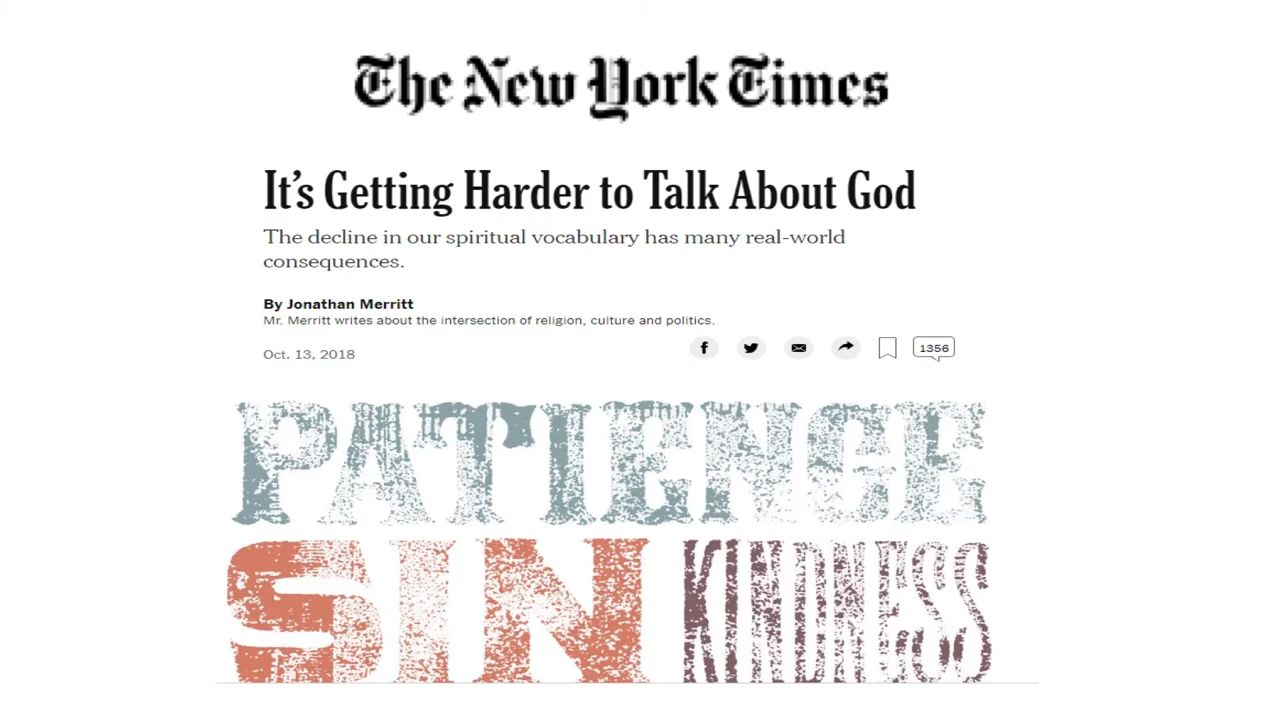 The New York Times
It's Getting Harder to Talk About God
The decline in our spiritual vocabulary has many real-world
consequences.
By Jonathan Merritt
Mr. Merritt writes about the intersection of religion, culture and politics.
Oct. 13, 2018
1356
PATIENCE
SIN KINDNESS